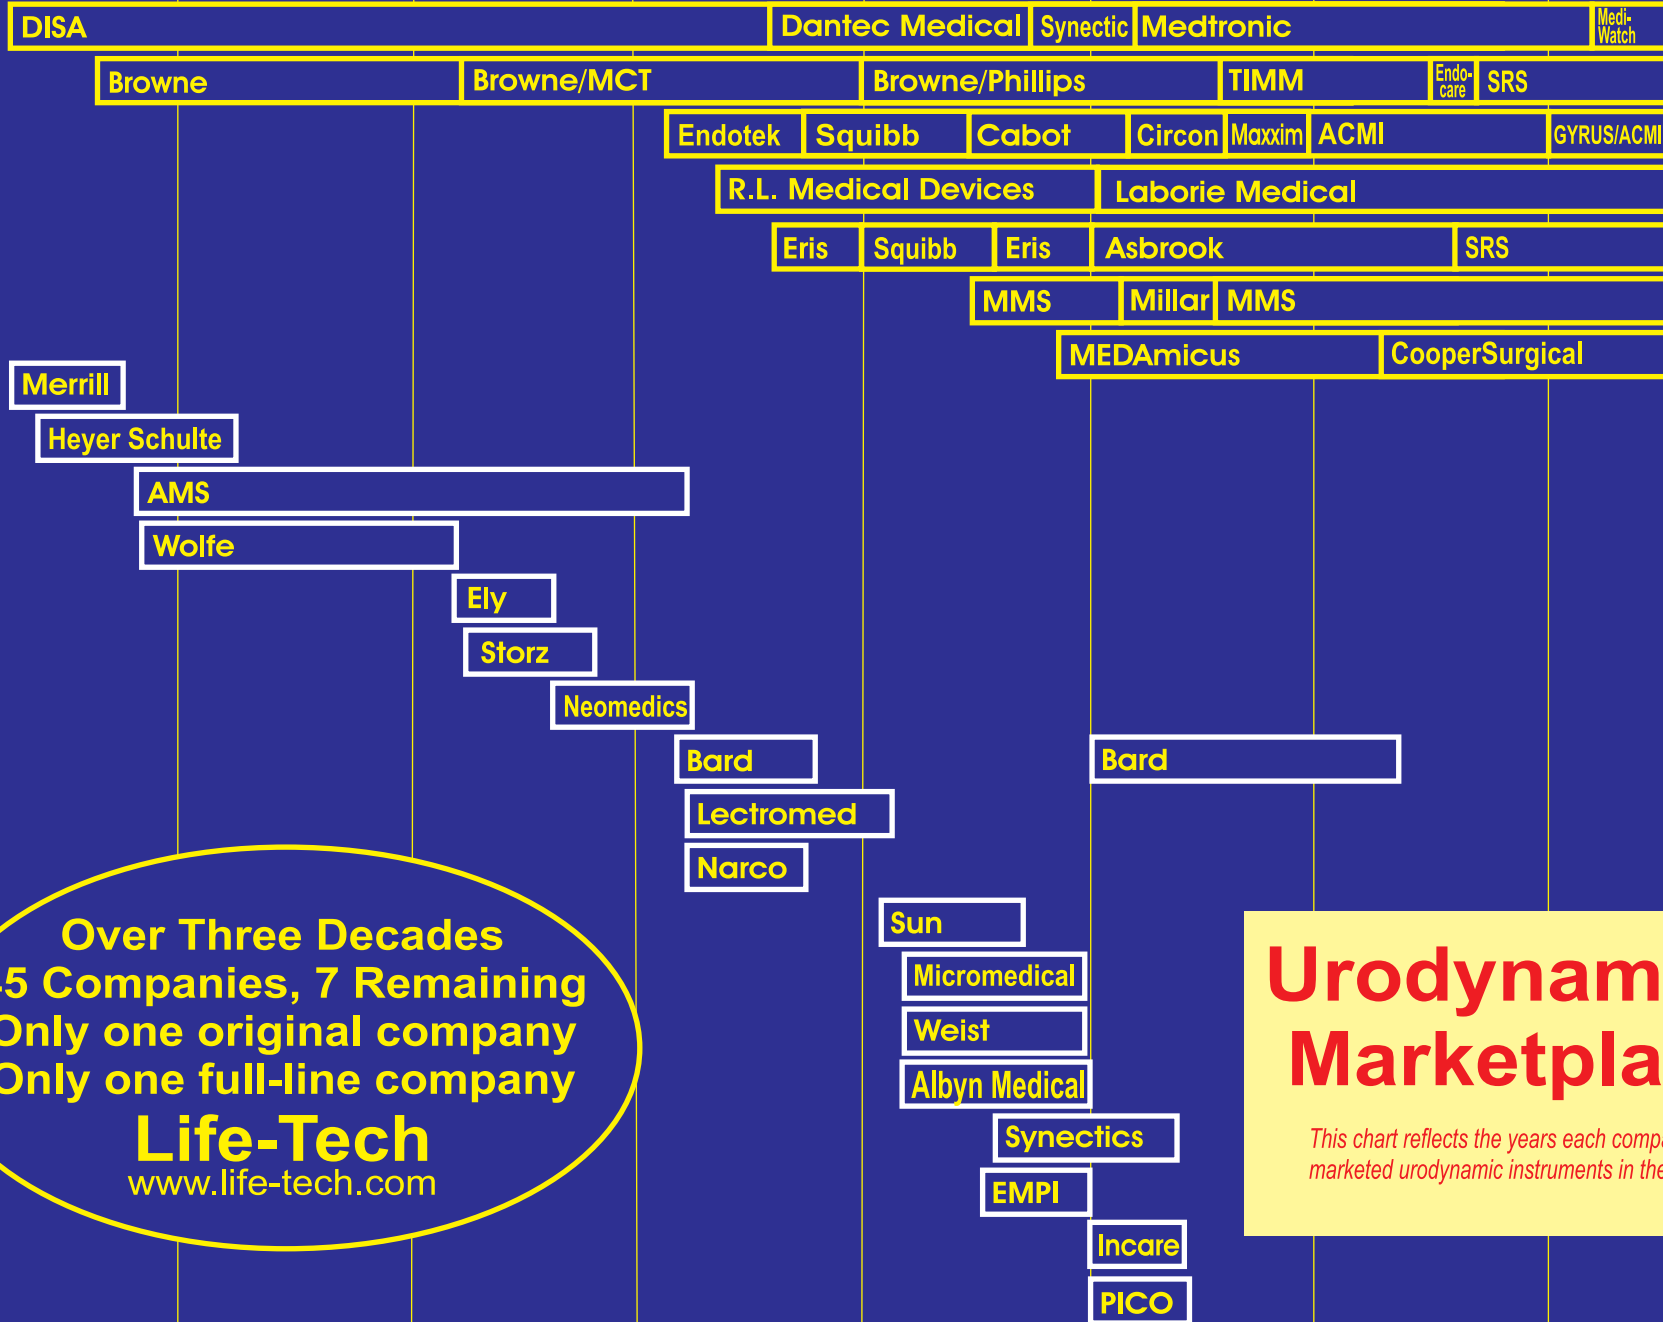 DISA Dantec Medical Synectic Medtronic Medi-
Watch
Browne Browne/MCT Browne/Phillips TIMM Endo-
care SRS
Endotek Squibb Cabot Circon Maxxim ACMI GYRUS/ACMI
R.L. Medical Devices Laborie Medical
Eris Squibb Eris Asbrook SRS
MMS Millar MMS
MEDAmicus CooperSurgical
Merrill
Heyer Schulte
AMS
Wolfe
Ely
Storz
Neomedics
Bard Bard
Lectromed
Narco
Sun
Micromedical
Weist
Albyn Medical
Synectics
EMPI
Incare
PICO
Over Three Decades
5 Companies, 7 Remaining
Only one original company
Only one full-line company
Life-Tech
www.life-tech.com
Urodynam
Marketpla
This chart reflects the years each compa
marketed urodynamic instruments in the